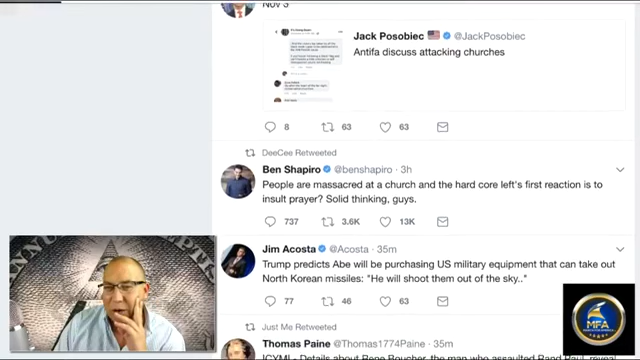 Nov 3
Jack Posobiec @JackPosobiec
Antifa discuss attacking churches
8 63 63
DeeCee Retweeted
Ben Shapiro @benshapiro · 3h
People are massacred at a church and the hard core left's first reaction is to
insult prayer? Solid thinking, guys.
737 3.6K 13K
Jim Acosta @Acosta · 35m
Trump predicts Abe will be purchasing US military equipment that can take out
North Korean missiles: "He will shoot them out of the sky.."
77 46 63
MFA
Just Me Retweeted
Thomas Paine @Thomas1774Paine · 35m
ICYMI - Details about Rene Boucher, the man who assaulted Rand Paul, reveal